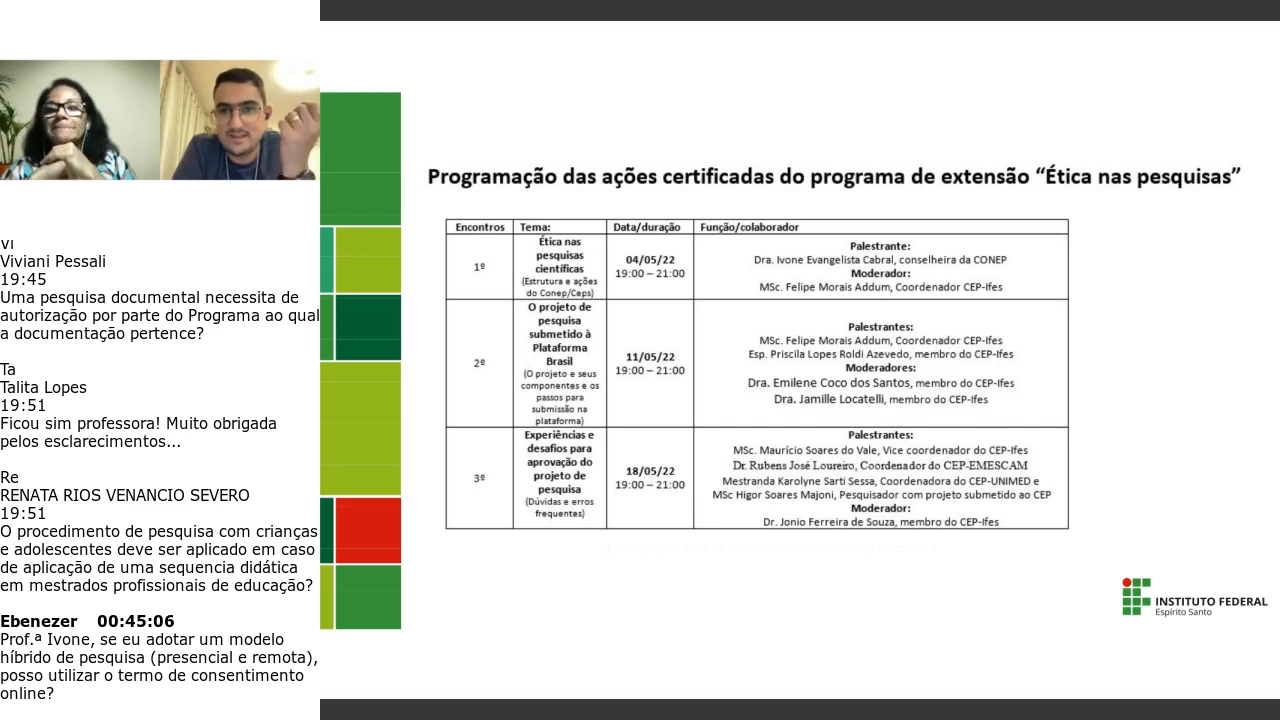 vi
Viviani Pessali
19:45
Uma pesquisa documental necessita de
autorização por parte do Programa ao qual
a documentação pertence?
Ta
Talita Lopes
19:51
Ficou sim professora! Muito obrigada
pelos esclarecimentos...
Re
RENATA RIOS VENANCIO SEVERO
19:51
O procedimento de pesquisa com crianças
e adolescentes deve ser aplicado em caso
de aplicação de uma sequencia didática
em mestrados profissionais de educação?
Ebenezer 00:45:06
Prof.ª Ivone, se eu adotar um modelo
híbrido de pesquisa (presencial e remota),
posso utilizar o termo de consentimento
online?
Programação das ações certificadas do programa de extensão “Ética nas pesquisas”
Encontros Tema: Data/duração Função/colaborador
1º
Ética nas
pesquisas
científicas
(Estrutura e ações
do Conep/Ceps)
04/05/22
19:00 – 21:00
Palestrante:
Dra. Ivone Evangelista Cabral, conselheira da CONEP
Moderador:
MSc. Felipe Morais Addum, Coordenador CEP-Ifes
2º
O projeto de
pesquisa
submetido à
Plataforma
Brasil
(O projeto e seus
componentes e os
passos para
submissão na
plataforma)
11/05/22
19:00 – 21:00
Palestrantes:
MSc. Felipe Morais Addum, Coordenador CEP-Ifes
Esp. Priscila Lopes Roldi Azevedo, membro do CEP-Ifes
Moderadores:
Dra. Emilene Coco dos Santos, membro do CEP-Ifes
Dra. Jamille Locatelli, membro do CEP-Ifes
3º
Experiências e
desafios para
aprovação do
projeto de
pesquisa
(Dúvidas e erros
frequentes)
18/05/22
19:00 – 21:00
Palestrantes:
MSc. Maurício Soares do Vale, Vice coordenador do CEP-Ifes
Dr. Rubens José Loureiro, Coordenador do CEP-EMESCAM
Mestranda Karolyne Sarti Sessa, Coordenadora do CEP-UNIMED e
MSc Higor Soares Majoni, Pesquisador com projeto submetido ao CEP
Moderador:
Dr. Jonio Ferreira de Souza, membro do CEP-Ifes
INSTITUTO FEDERAL
Espírito Santo